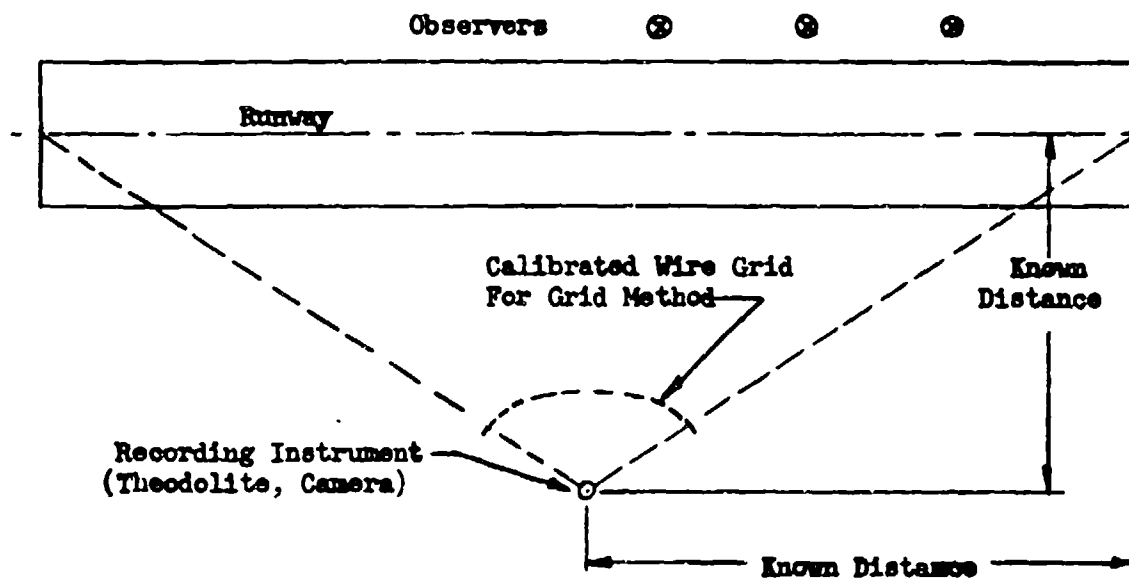 Observers
Runway
Calibrated Wire Grid
For Grid Method
Known
Distance
Recording Instrument
(Theodolite, Camera)
Known Distance